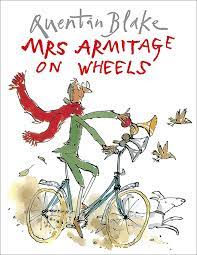 Quentin Blake
MRS ARMITAGE
ON WHEELS